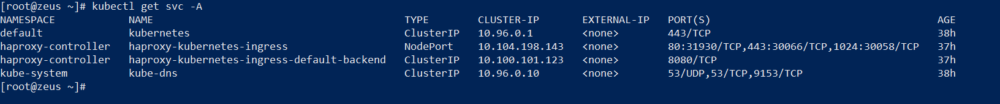 [root@zeus ~]# kubectl get svc -A
NAMESPACE            NAME                                         TYPE        CLUSTER-IP       EXTERNAL-IP   PORT(S)                                     AGE
default              kubernetes                                   ClusterIP   10.96.0.1        <none>        443/TCP                                     38h
haproxy-controller   haproxy-kubernetes-ingress                   NodePort    10.104.198.143   <none>        80:31930/TCP,443:30066/TCP,1024:30058/TCP   37h
haproxy-controller   haproxy-kubernetes-ingress-default-backend   ClusterIP   10.100.101.123   <none>        8080/TCP                                    37h
kube-system          kube-dns                                     ClusterIP   10.96.0.10       <none>        53/UDP,53/TCP,9153/TCP                      38h
[root@zeus ~]#